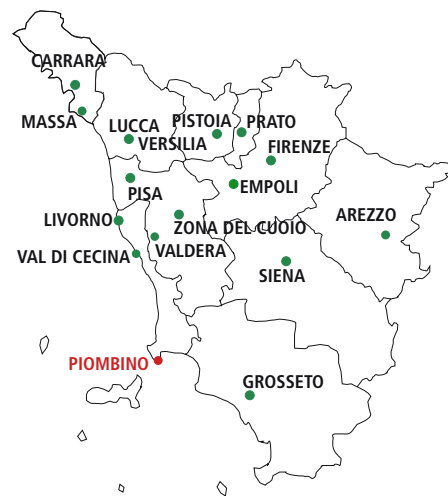 CARRARA
MASSA
LUCCA
VERSILIA
PISTOIA
PRATO
FIRENZE
EMPOLI
PISA
AREZZO
LIVORNO
ZONA DEL CUOIO
VAL DI CECINA
VALDERA
SIENA
PIOMBINO
GROSSETO